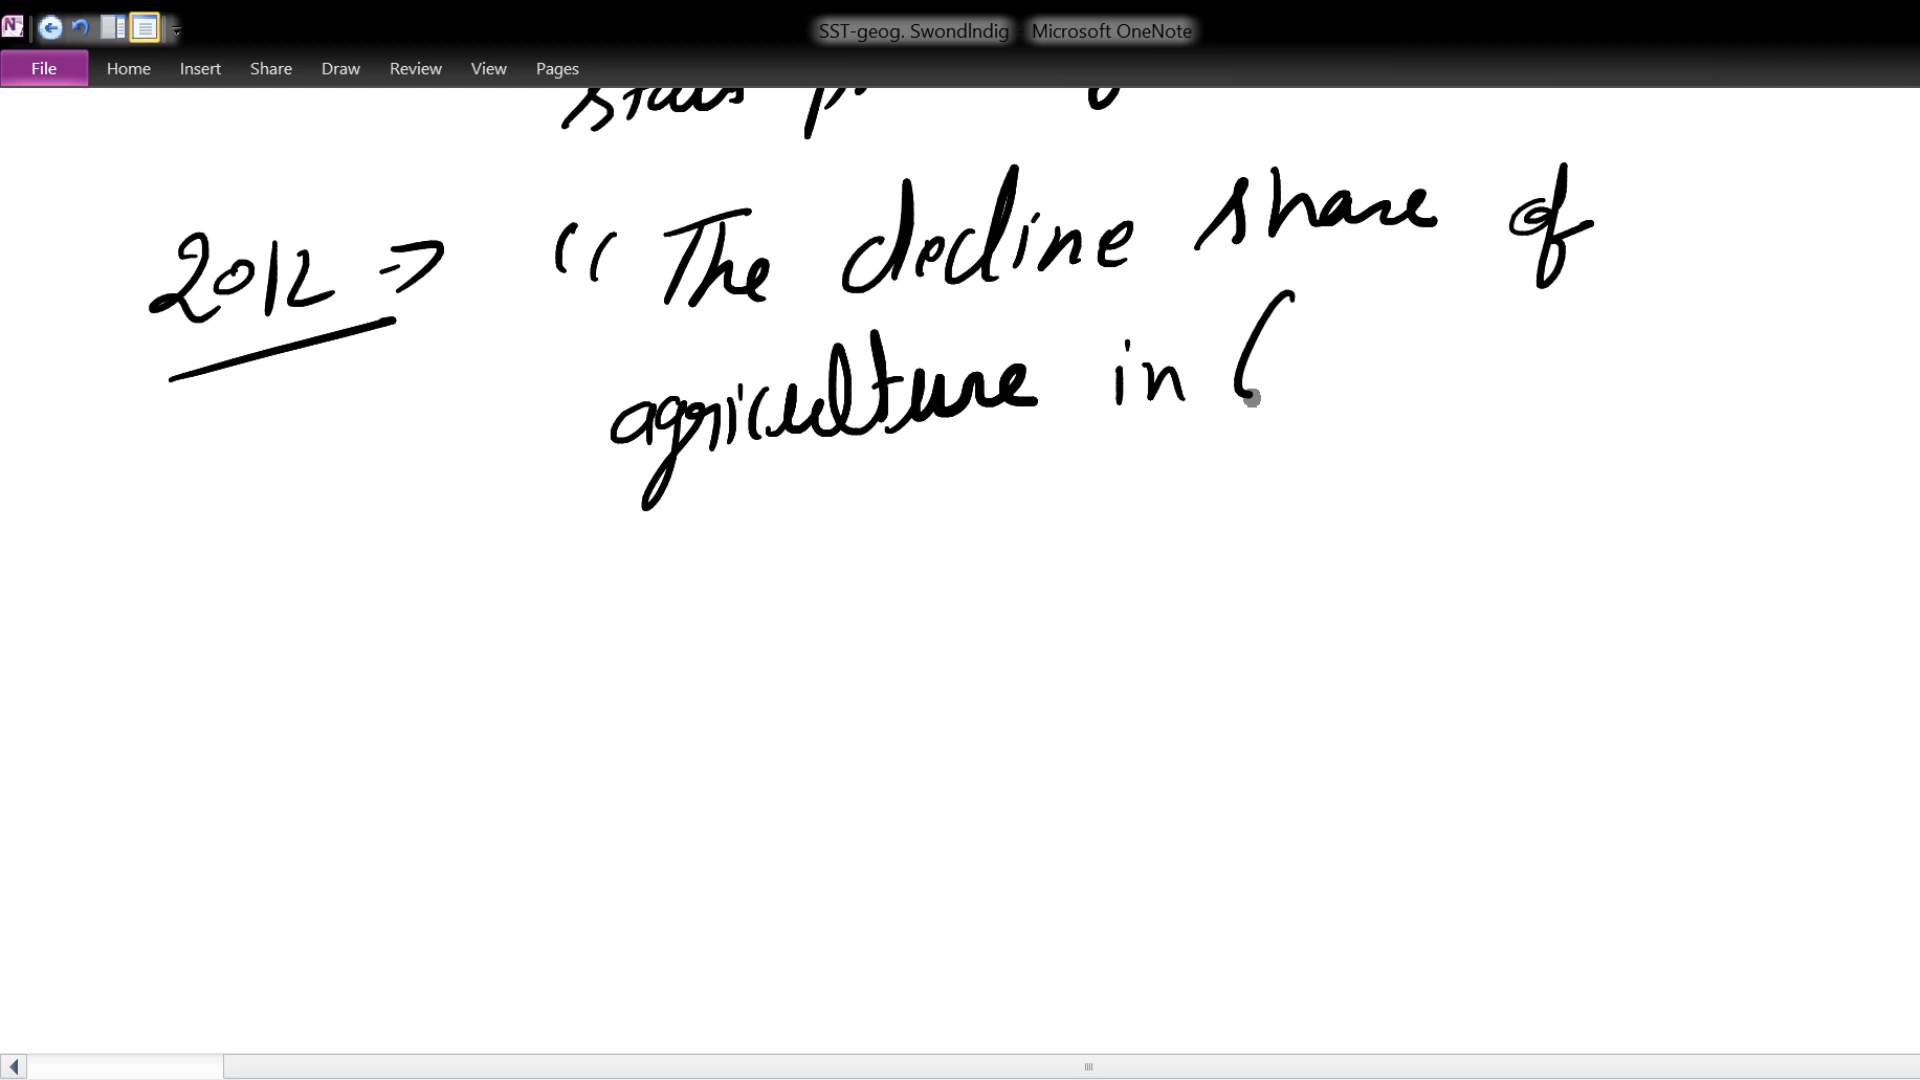 SST-geog. SwondIndig - Microsoft OneNote
File Home Insert Share Draw Review View Pages
2012 => “ The decline share of
agriculture in (